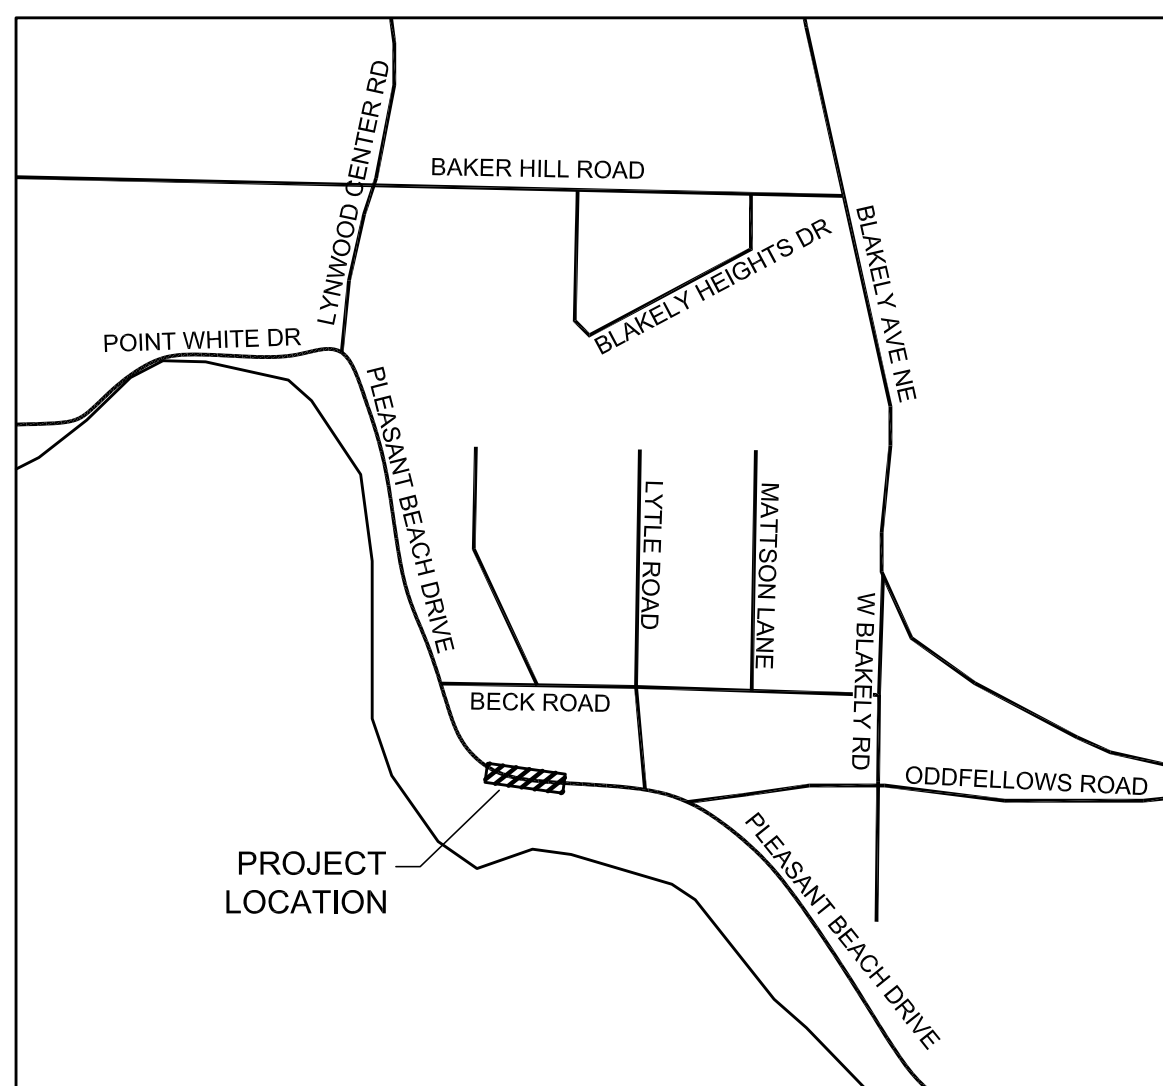 LYNWOOD CENTER RD
BAKER HILL ROAD
BLAKELY HEIGHTS DR
BLAKELY AVE NE
POINT WHITE DR
PLEASANT BEACH DRIVE
LYTLE ROAD
MATTSON LANE
W BLAKELY RD
BECK ROAD
ODDFELLOWS ROAD
PROJECT
LOCATION
PLEASANT BEACH DRIVE